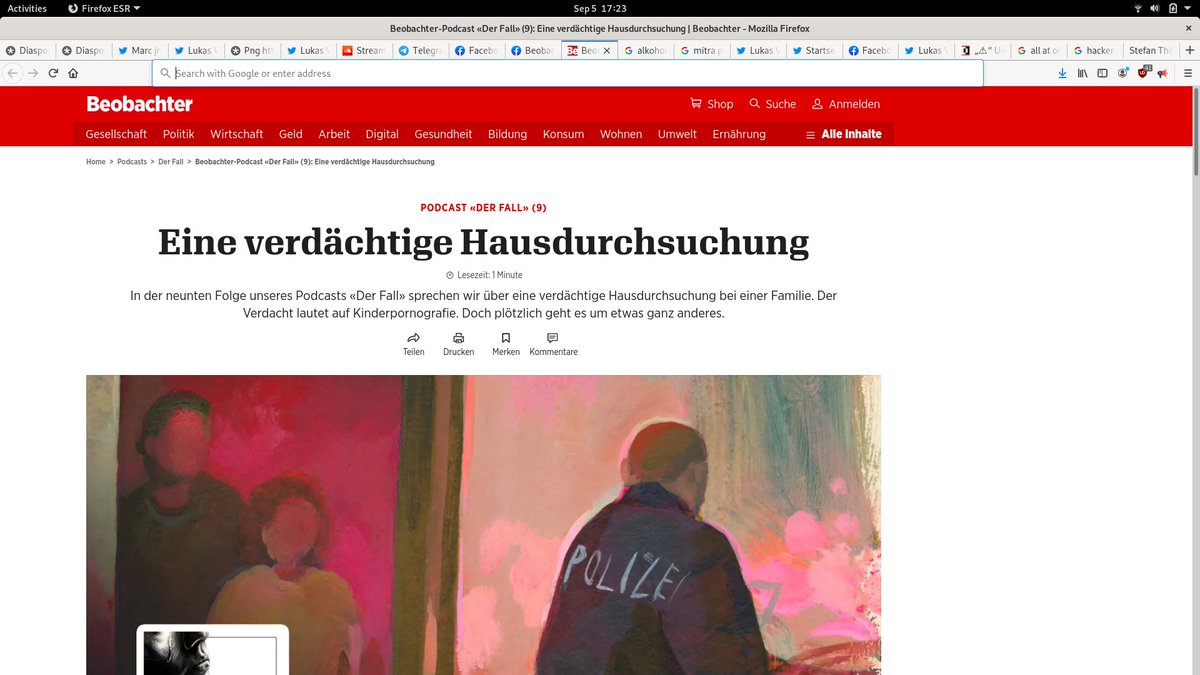 Activities
Firefox ESR
Sep 5 17:23
Beobachter-Podcast «Der Fall» (9): Eine verdächtige Hausdurchsuchung | Beobachter - Mozilla Firefox
Diaspo
Diaspo
Marc j
Lukas V
Png ht
Lukas V
Stream
Telegr
Facebo
Beobac
Beo
alkoho
mitra p
Lukas V
Startse
Facebo
Lukas V
„⚠“ U
all at o
hacker
Stefan Th
Search with Google or enter address
Beobachter
Shop
Suche
Anmelden
Gesellschaft Politik Wirtschaft Geld Arbeit Digital Gesundheit Bildung Konsum Wohnen Umwelt Ernährung Alle Inhalte
Home > Podcasts > Der Fall > Beobachter-Podcast «Der Fall» (9): Eine verdächtige Hausdurchsuchung
PODCAST «DER FALL» (9)
Eine verdächtige Hausdurchsuchung
Lesezeit: 1 Minute
In der neunten Folge unseres Podcasts «Der Fall» sprechen wir über eine verdächtige Hausdurchsuchung bei einer Familie. Der
Verdacht lautet auf Kinderpornografie. Doch plötzlich geht es um etwas ganz anderes.
Teilen
Drucken
Merken
Kommentare
POLIZEI